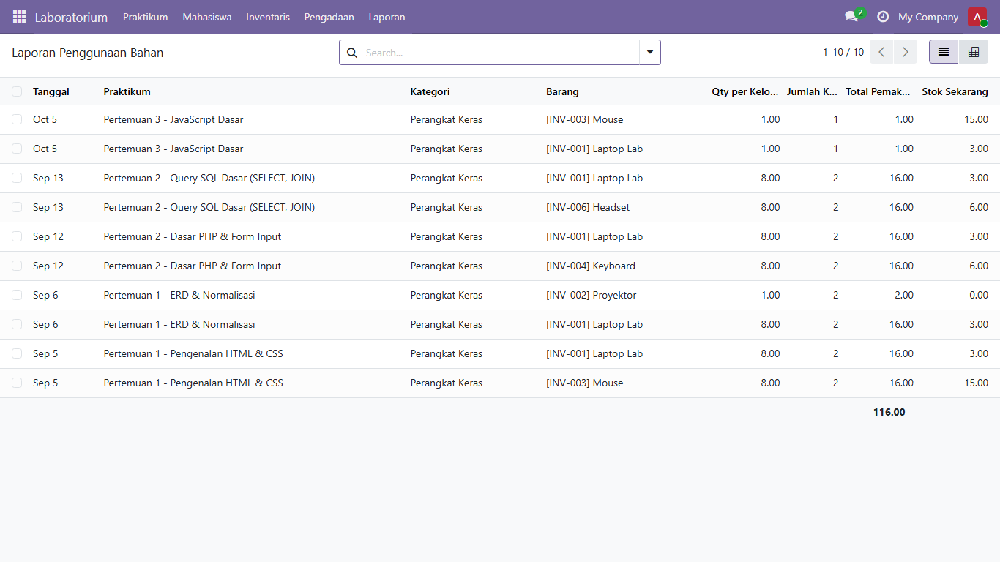 Laboratorium Praktikum Mahasiswa Inventaris Pengadaan Laporan 2 My Company A
Laporan Penggunaan Bahan Search... 1-10 / 10
Tanggal Praktikum Kategori Barang Qty per Kelo... Jumlah K... Total Pemak... Stok Sekarang
Oct 5 Pertemuan 3 - JavaScript Dasar Perangkat Keras [INV-003] Mouse 1.00 1 1.00 15.00
Oct 5 Pertemuan 3 - JavaScript Dasar Perangkat Keras [INV-001] Laptop Lab 1.00 1 1.00 3.00
Sep 13 Pertemuan 2 - Query SQL Dasar (SELECT, JOIN) Perangkat Keras [INV-001] Laptop Lab 8.00 2 16.00 3.00
Sep 13 Pertemuan 2 - Query SQL Dasar (SELECT, JOIN) Perangkat Keras [INV-006] Headset 8.00 2 16.00 6.00
Sep 12 Pertemuan 2 - Dasar PHP & Form Input Perangkat Keras [INV-001] Laptop Lab 8.00 2 16.00 3.00
Sep 12 Pertemuan 2 - Dasar PHP & Form Input Perangkat Keras [INV-004] Keyboard 8.00 2 16.00 6.00
Sep 6 Pertemuan 1 - ERD & Normalisasi Perangkat Keras [INV-002] Proyektor 1.00 2 2.00 0.00
Sep 6 Pertemuan 1 - ERD & Normalisasi Perangkat Keras [INV-001] Laptop Lab 8.00 2 16.00 3.00
Sep 5 Pertemuan 1 - Pengenalan HTML & CSS Perangkat Keras [INV-001] Laptop Lab 8.00 2 16.00 3.00
Sep 5 Pertemuan 1 - Pengenalan HTML & CSS Perangkat Keras [INV-003] Mouse 8.00 2 16.00 15.00
116.00